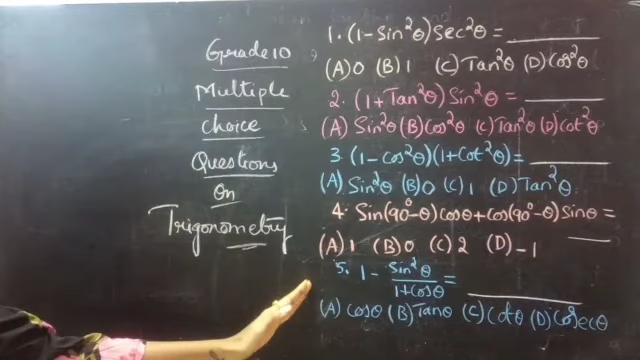 Grade 10
Multiple
choice
Questions
On
Trigonometry
1. (1-Sin²θ) Sec²θ = ______
(A) 0 (B) 1 (C) Tan²θ (D) Cos²θ
2. (1+Tan²θ) Sin²θ = ______
(A) Sin²θ (B) Cos²θ (C) Tan²θ (D) Cot²θ
3. (1-cos²θ)(1+Cot²θ) = ______
(A) Sin²θ (B) 0 (C) 1 (D) Tan²θ
4. Sin(90°-θ) cosθ + cos(90°-θ) Sinθ = ______
(A) 1 (B) 0 (C) 2 (D) -1
5. 1 - Sin²θ / 1+Cosθ = ______
(A) Cosθ (B) Tanθ (C) Cotθ (D) Cosecθ